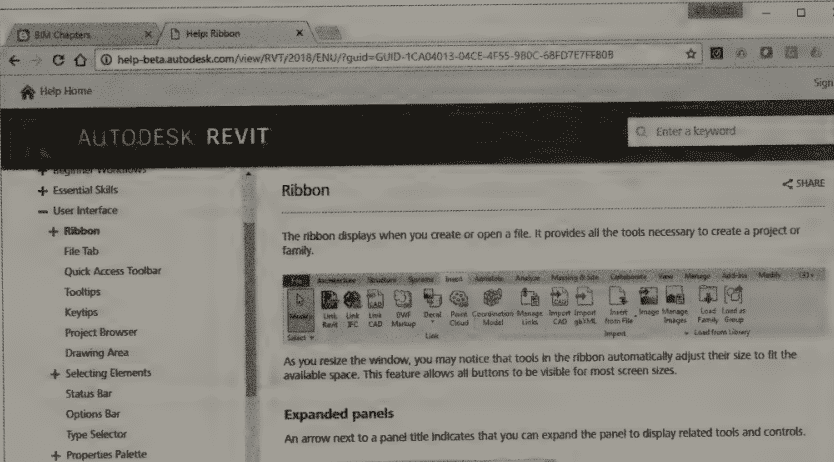 BIM Chapters
Help: Ribbon
help-beta.autodesk.com/view/RVT/2018/ENU/?guid=GUID-1CA04013-04CE-4F55-9B0C-68FD7E7FF80B
Help Home
Sign
AUTODESK REVIT
Enter a keyword
Beginner Workflows
Essential Skills
User Interface
Ribbon
File Tab
Quick Access Toolbar
Tooltips
Keytips
Project Browser
Drawing Area
Selecting Elements
Status Bar
Options Bar
Type Selector
Properties Palette
Ribbon
SHARE
The ribbon displays when you create or open a file. It provides all the tools necessary to create a project or
family.
File Architecture Structure Systems Insert Annotate Analyze Massing & Site Collaborate View Manage Add-Ins Modify
Modify
Link Revit
Link IFC
Link CAD
DWF Markup
Decal
Point Cloud
Coordination Model
Manage Links
Import CAD
Import gbXML
Insert from File
Image
Manage Images
Load Family
Load as Group
Select
Link
Import
Load from Library
As you resize the window, you may notice that tools in the ribbon automatically adjust their size to fit the
available space. This feature allows all buttons to be visible for most screen sizes.
Expanded panels
An arrow next to a panel title indicates that you can expand the panel to display related tools and controls.